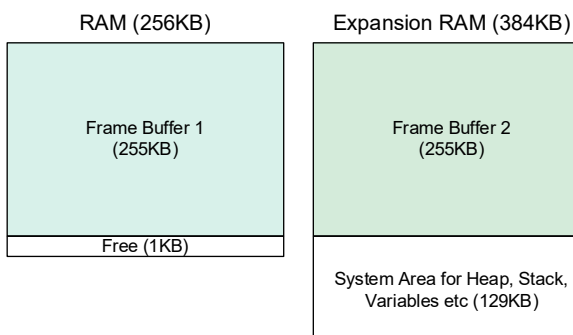 RAM (256KB)
Expansion RAM (384KB)
Frame Buffer 1
(255KB)
Frame Buffer 2
(255KB)
Free (1KB)
System Area for Heap, Stack,
Variables etc (129KB)